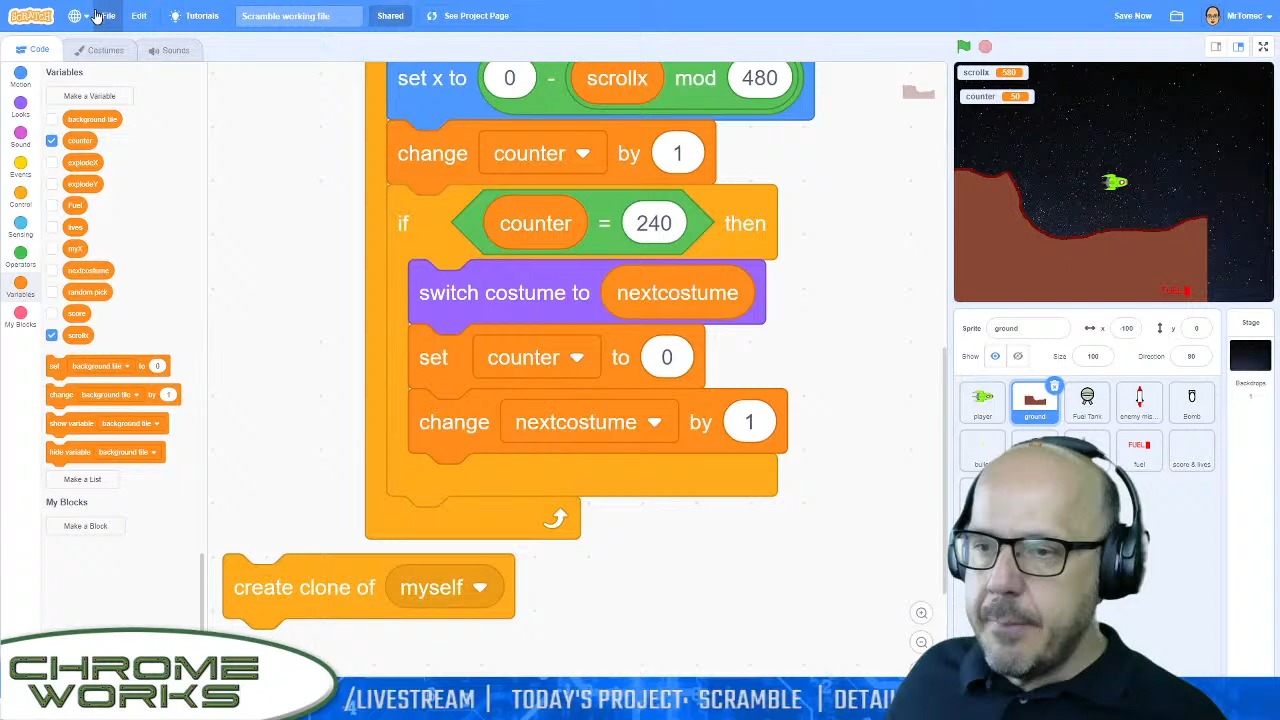 SCRATCH
File
Edit
Tutorials
Scramble working file
Shared
See Project Page
Save Now
MrTomec
Code
Costumes
Sounds
Motion
Looks
Sound
Events
Control
Sensing
Operators
Variables
My Blocks
Variables
Make a Variable
background tile
counter
explodeX
explodeY
Fuel
lives
myX
nextcostume
random pick
score
scrollx
set background tile to 0
change background tile by 1
show variable background tile
hide variable background tile
Make a List
My Blocks
Make a Block
set x to 0 - scrollx mod 480
change counter by 1
if counter = 240 then
switch costume to nextcostume
set counter to 0
change nextcostume by 1
create clone of myself
scrollx 580
counter 50
FUEL
Sprite ground x -100 y 0
Show Size 100 Direction 90
Stage
Backdrops
1
player
ground
Fuel Tank
enemy mis...
Bomb
FUEL
fuel
score & lives
CHROME
WORKS
/LIVESTREAM | TODAY'S PROJECT: SCRAMBLE | DETAIL